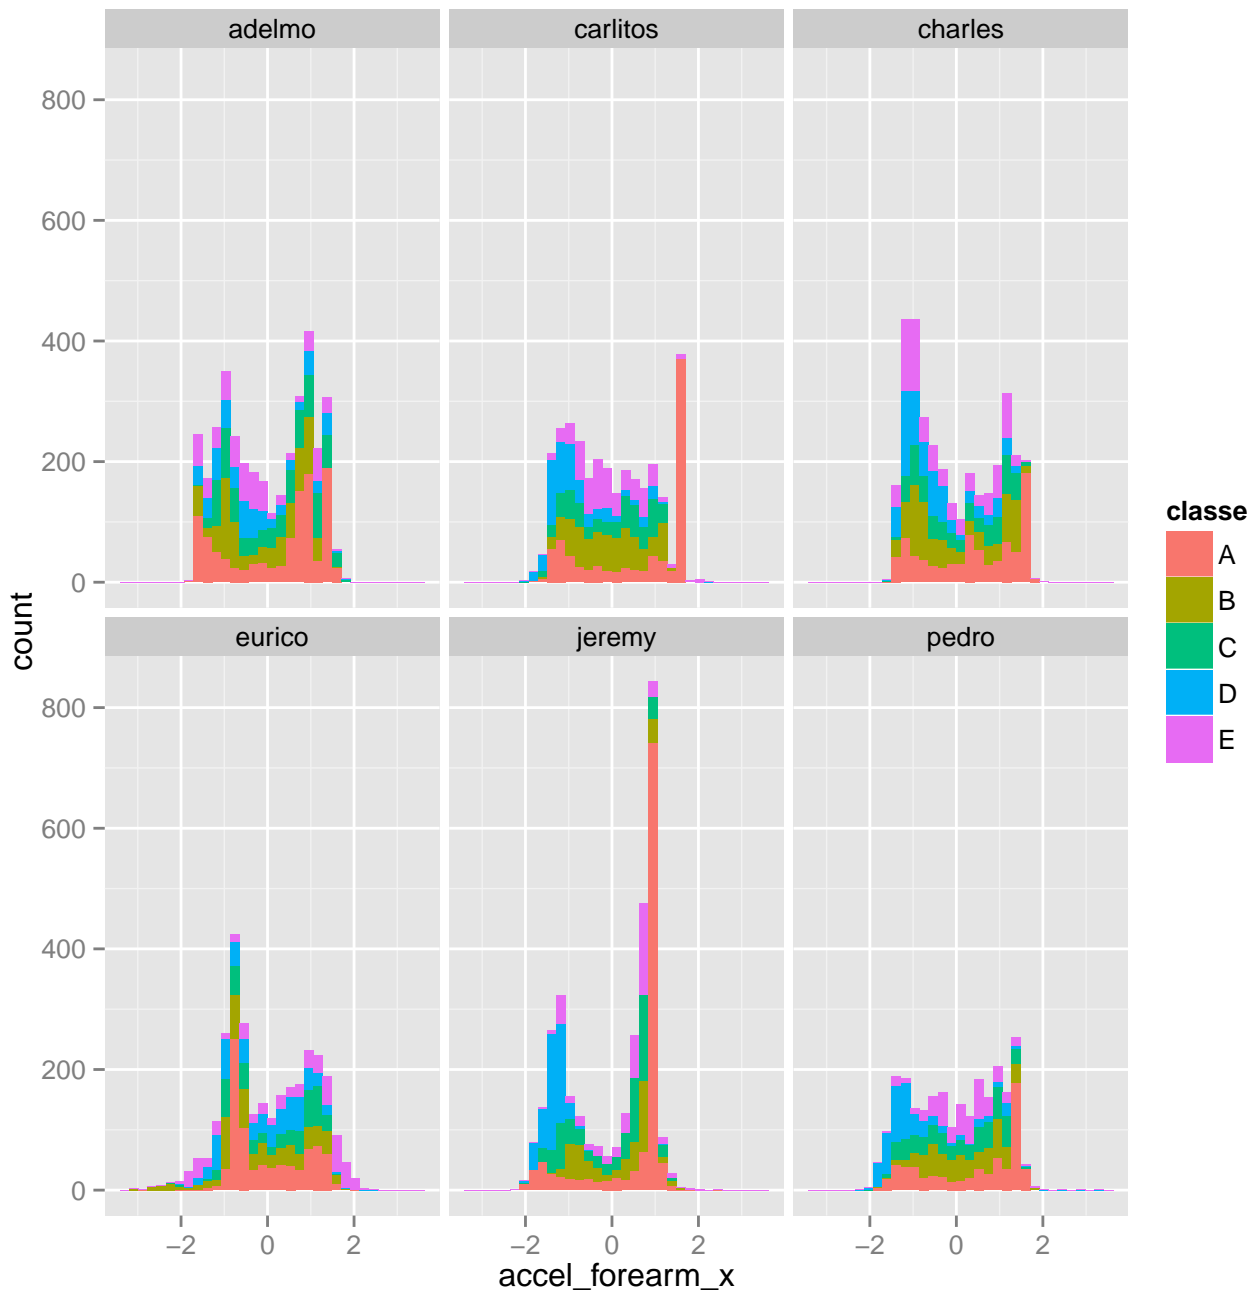 adelmo
carlitos
charles
800
600
400
200
0
eurico
jeremy
pedro
800
600
400
200
0
−2
0
2
−2
0
2
−2
0
2
accel_forearm_x
count
classe
A
B
C
D
E